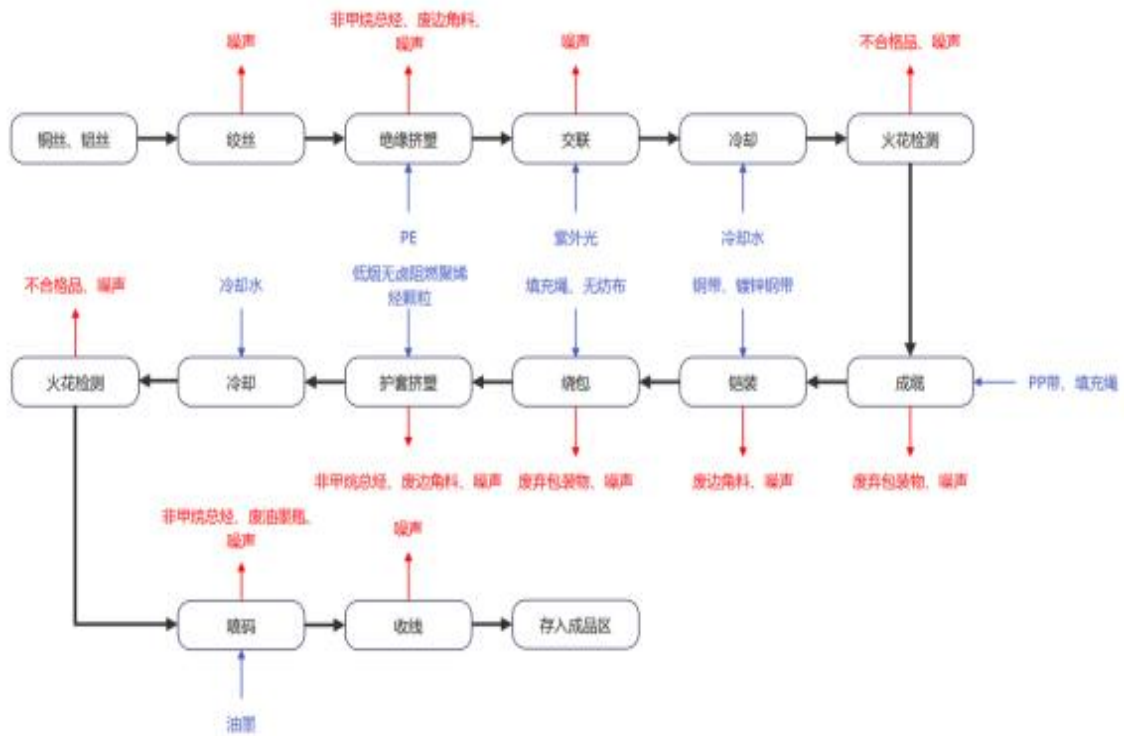 噪声
非甲烷总烃、废边角料、
噪声
噪声
不合格品、噪声
铜丝、铝丝
绞丝
绝缘挤塑
交联
冷却
火花检测
PE
紫外光
冷却水
不合格品、噪声
冷却水
低烟无卤阻燃聚烯
烃颗粒
填充绳、无纺布
钢带、镀锌钢带
火花检测
冷却
护套挤塑
绕包
铠装
成缆
PP带、填充绳
非甲烷总烃、废边角料、噪声
废弃包装物、噪声
废边角料、噪声
废弃包装物、噪声
非甲烷总烃、废油墨瓶、
噪声
噪声
喷码
收线
存入成品区
油墨